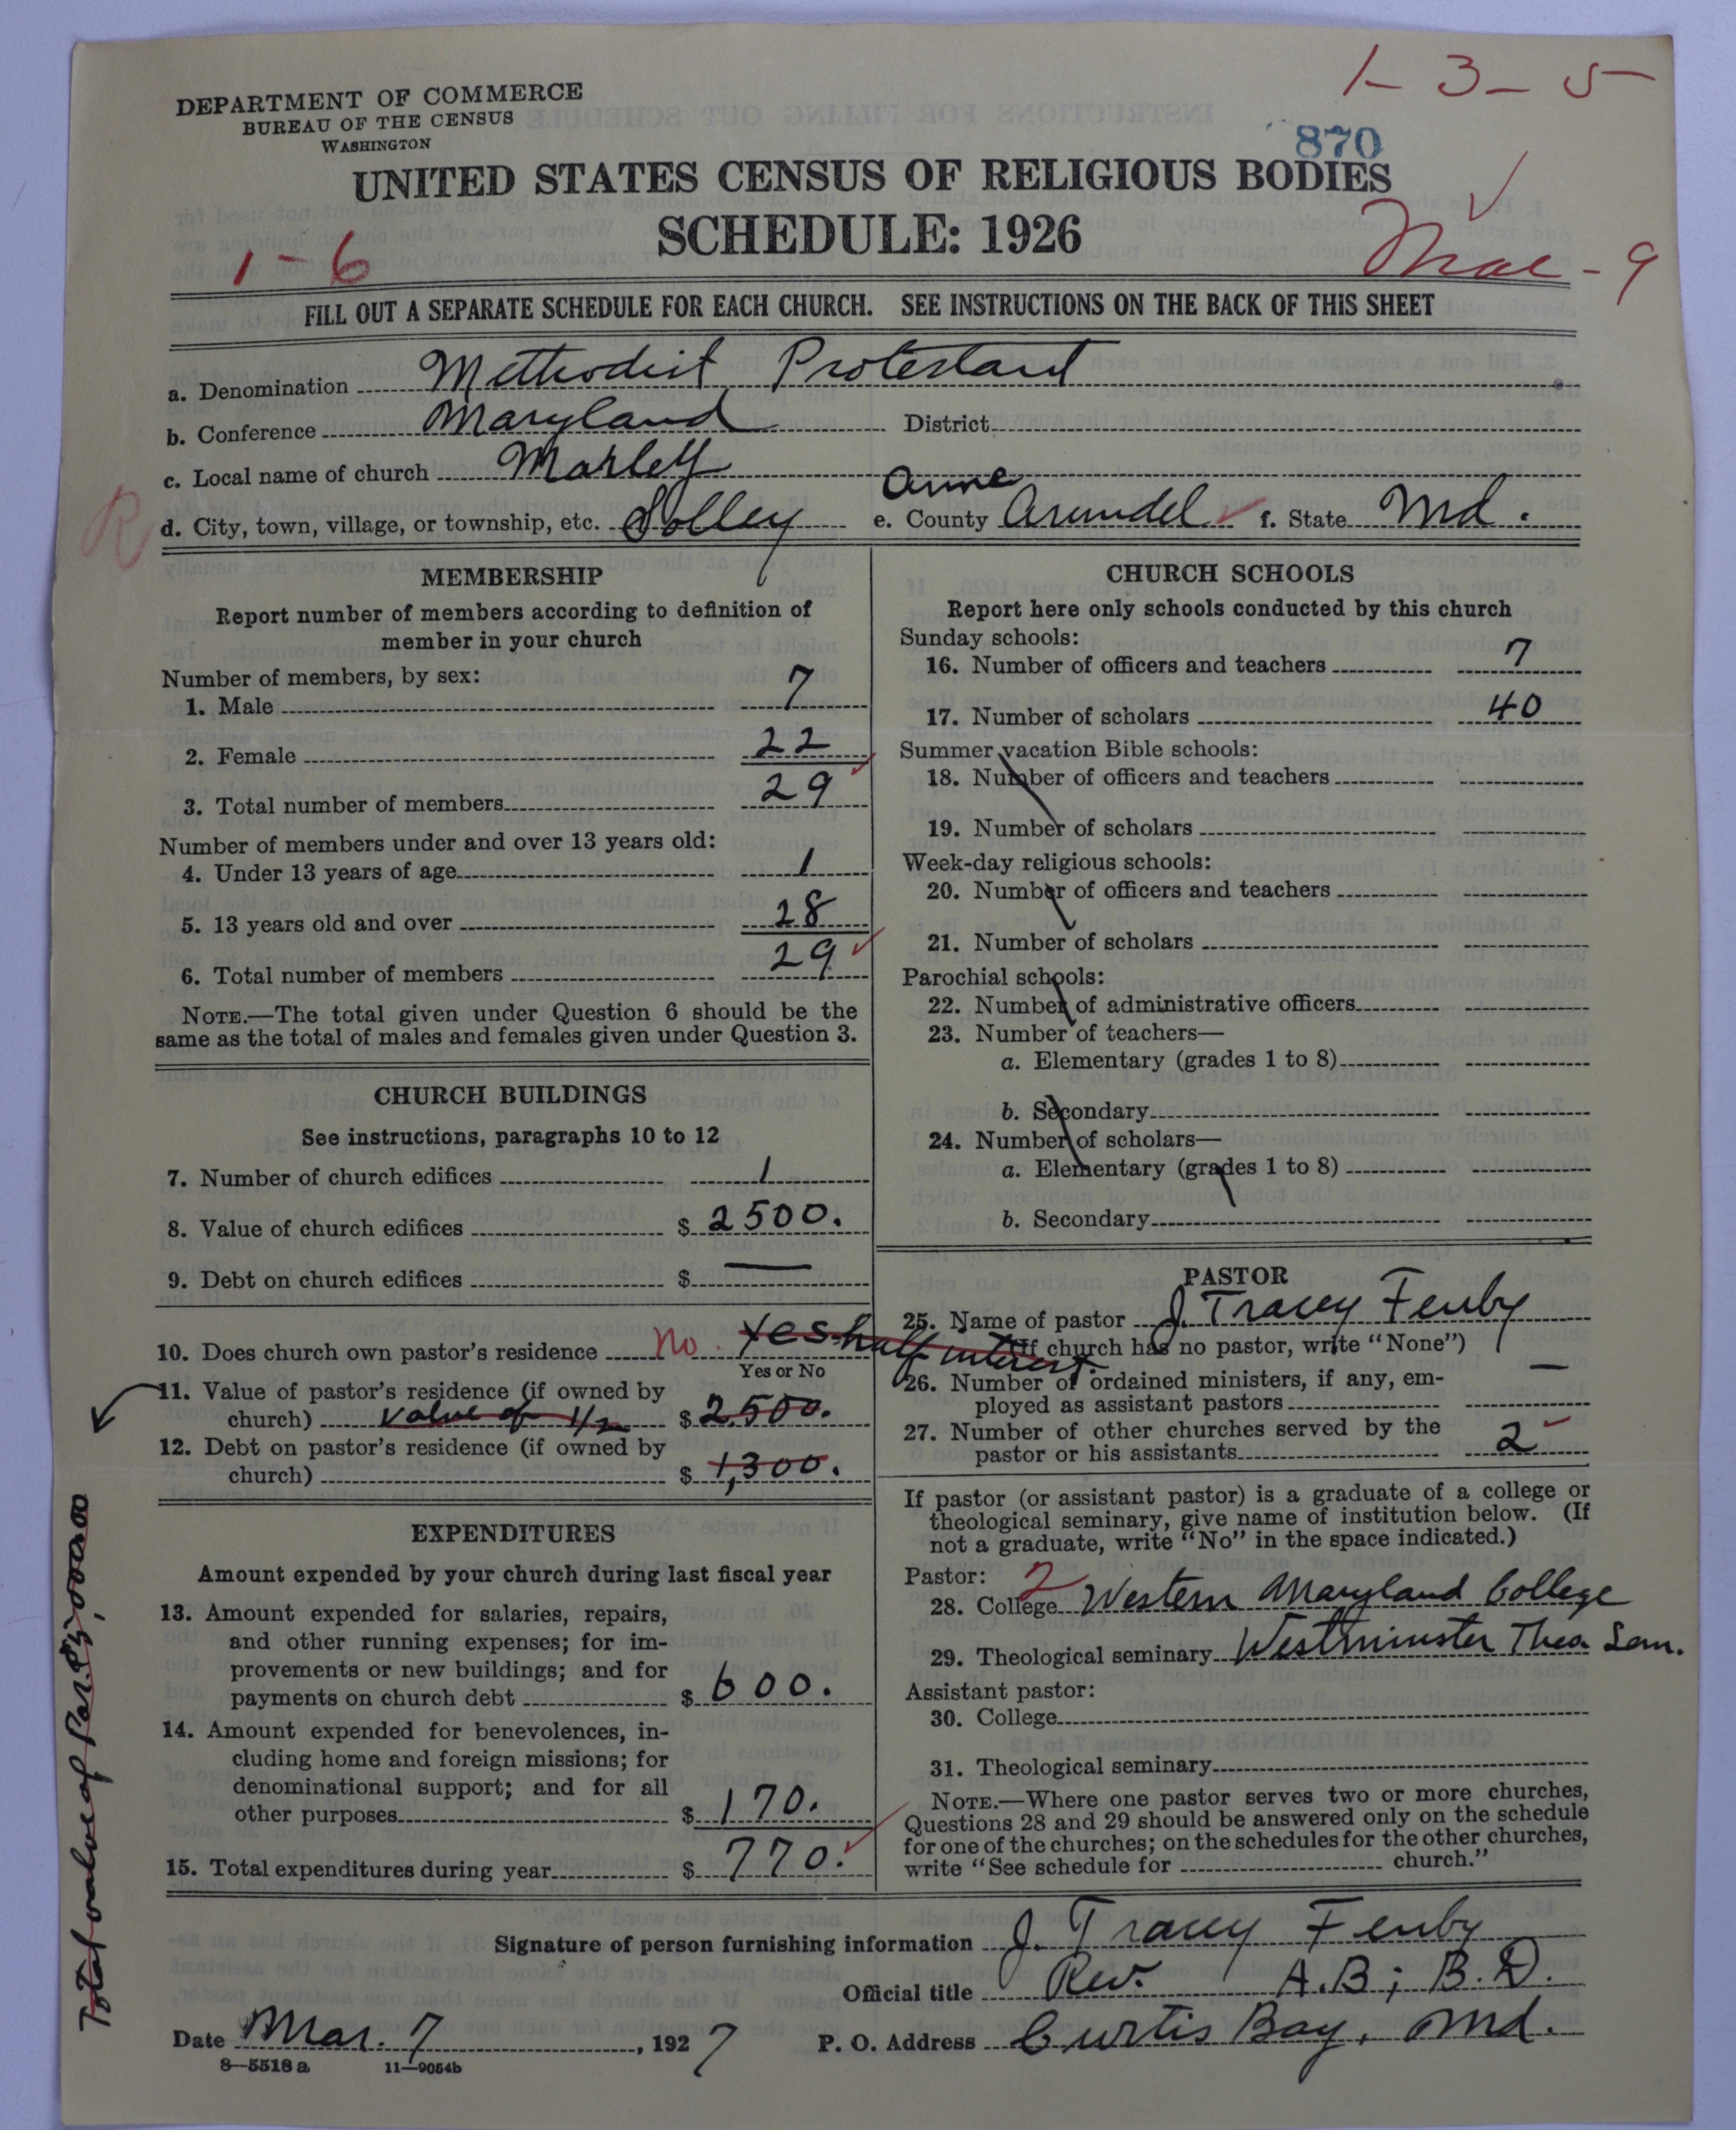 1-3-5
DEPARTMENT OF COMMERCE
BUREAU OF THE CENSUS
WASHINGTON
870
UNITED STATES CENSUS OF RELIGIOUS BODIES
SCHEDULE: 1926
1-6
Mar-9
FILL OUT A SEPARATE SCHEDULE FOR EACH CHURCH. SEE INSTRUCTIONS ON THE BACK OF THIS SHEET
a. Denomination Methodist Protestant
b. Conference Maryland District
c. Local name of church Marley
R
d. City, town, village, or township, etc. Solley e. County Anne Arundel f. State Md.
MEMBERSHIP
Report number of members according to definition of
member in your church
Number of members, by sex:
1. Male 7
2. Female 22
3. Total number of members 29
Number of members under and over 13 years old:
4. Under 13 years of age 1
5. 13 years old and over 28
6. Total number of members 29
NOTE.—The total given under Question 6 should be the
same as the total of males and females given under Question 3.
CHURCH BUILDINGS
See instructions, paragraphs 10 to 12
7. Number of church edifices 1
8. Value of church edifices $ 2500.
9. Debt on church edifices $ —
10. Does church own pastor's residence No. Yes-half interest
Yes or No
11. Value of pastor's residence (if owned by
church) Value of 1/2 $ 2500.
12. Debt on pastor's residence (if owned by
church) $ 1,300.
Total value of Par. $5,000.00
EXPENDITURES
Amount expended by your church during last fiscal year
13. Amount expended for salaries, repairs,
and other running expenses; for im-
provements or new buildings; and for
payments on church debt $ 600.
14. Amount expended for benevolences, in-
cluding home and foreign missions; for
denominational support; and for all
other purposes $ 170.
15. Total expenditures during year $ 770.
CHURCH SCHOOLS
Report here only schools conducted by this church
Sunday schools:
16. Number of officers and teachers 7
17. Number of scholars 40
Summer vacation Bible schools:
18. Number of officers and teachers
19. Number of scholars
Week-day religious schools:
20. Number of officers and teachers
21. Number of scholars
Parochial schools:
22. Number of administrative officers
23. Number of teachers—
a. Elementary (grades 1 to 8)
b. Secondary
24. Number of scholars—
a. Elementary (grades 1 to 8)
b. Secondary
PASTOR
25. Name of pastor J. Tracey Fenby
(If church has no pastor, write "None")
26. Number of ordained ministers, if any, em-
ployed as assistant pastors —
27. Number of other churches served by the
pastor or his assistants 2
If pastor (or assistant pastor) is a graduate of a college or
theological seminary, give name of institution below. (If
not a graduate, write "No" in the space indicated.)
Pastor: 2
28. College Western Maryland College
29. Theological seminary Westminster Theo Sem.
Assistant pastor:
30. College
31. Theological seminary
NOTE.—Where one pastor serves two or more churches,
Questions 28 and 29 should be answered only on the schedule
for one of the churches; on the schedules for the other churches,
write "See schedule for church."
Signature of person furnishing information J. Tracey Fenby
Official title Rev. A.B; B.D.
Date Mar. 7, 1927 P. O. Address Curtis Bay, Md.
8—5518a 11—9054b